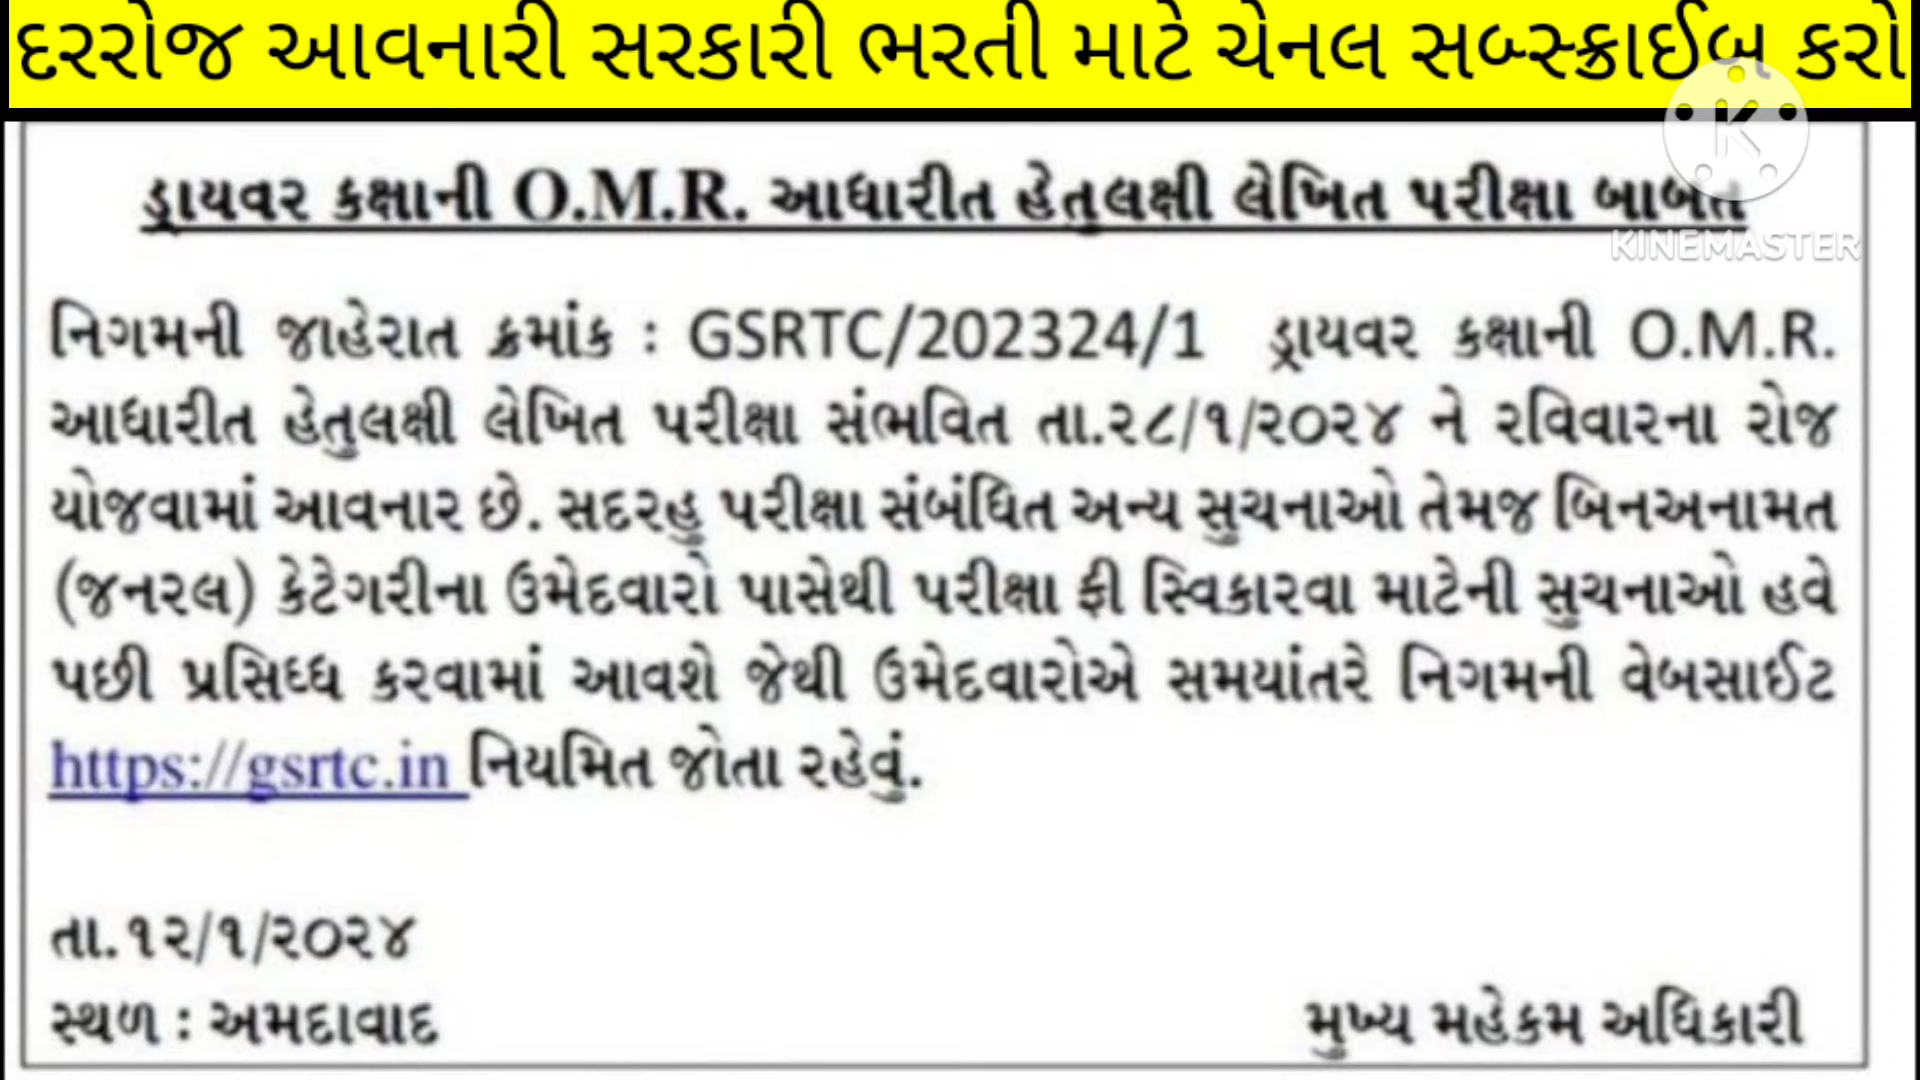 દરરોજ આવનારી સરકારી ભરતી માટે ચેનલ સબ્સ્ક્રાઈબ કરો
ડ્રાયવર કક્ષાની O.M.R. આધારીત હેતુલક્ષી લેખિત પરીક્ષા બાબત
KINEMASTER
નિગમની જાહેરાત ક્રમાંક : GSRTC/202324/1 ડ્રાયવર કક્ષાની O.M.R.
આધારીત હેતુલક્ષી લેખિત પરીક્ષા સંભવિત તા.૨૮/૧/૨૦૨૪ ને રવિવારના રોજ
યોજવામાં આવનાર છે. સદરહુ પરીક્ષા સંબંધિત અન્ય સુચનાઓ તેમજ બિનઅનામત
(જનરલ) કેટેગરીના ઉમેદવારો પાસેથી પરીક્ષા ફી સ્વિકારવા માટેની સુચનાઓ હવે
પછી પ્રસિધ્ધ કરવામાં આવશે જેથી ઉમેદવારોએ સમયાંતરે નિગમની વેબસાઈટ
https://gsrtc.in નિયમિત જોતા રહેવું.
તા.૧૨/૧/૨૦૨૪
સ્થળ : અમદાવાદ
મુખ્ય મહેકમ અધિકારી